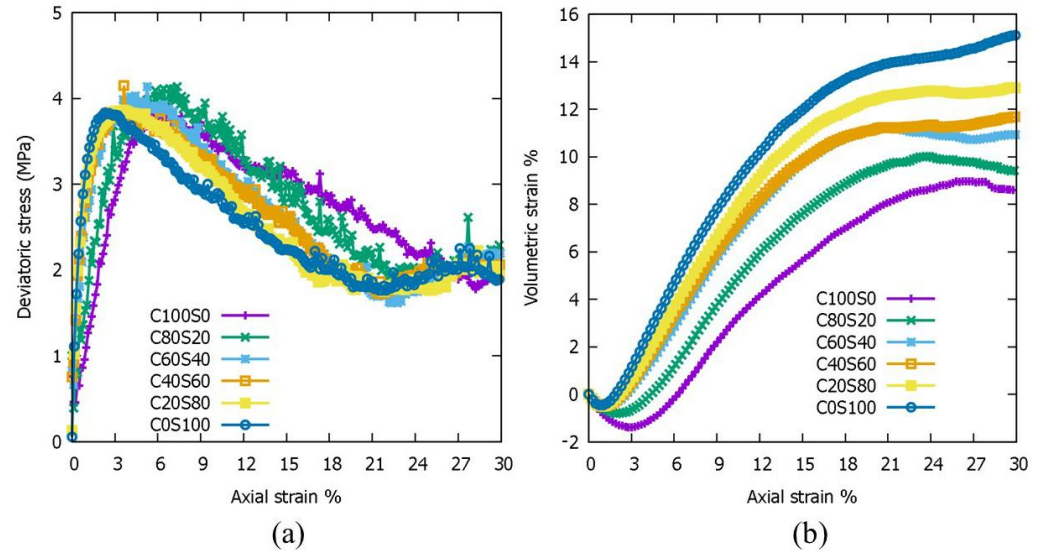 5
4
3
2
1
0
Deviatoric stress (MPa)
C100S0
C80S20
C60S40
C40S60
C20S80
C0S100
0 3 6 9 12 15 18 21 24 27 30
Axial strain %
(a)
16
14
12
10
8
6
4
2
0
-2
Volumetric strain %
C100S0
C80S20
C60S40
C40S60
C20S80
C0S100
0 3 6 9 12 15 18 21 24 27 30
Axial strain %
(b)